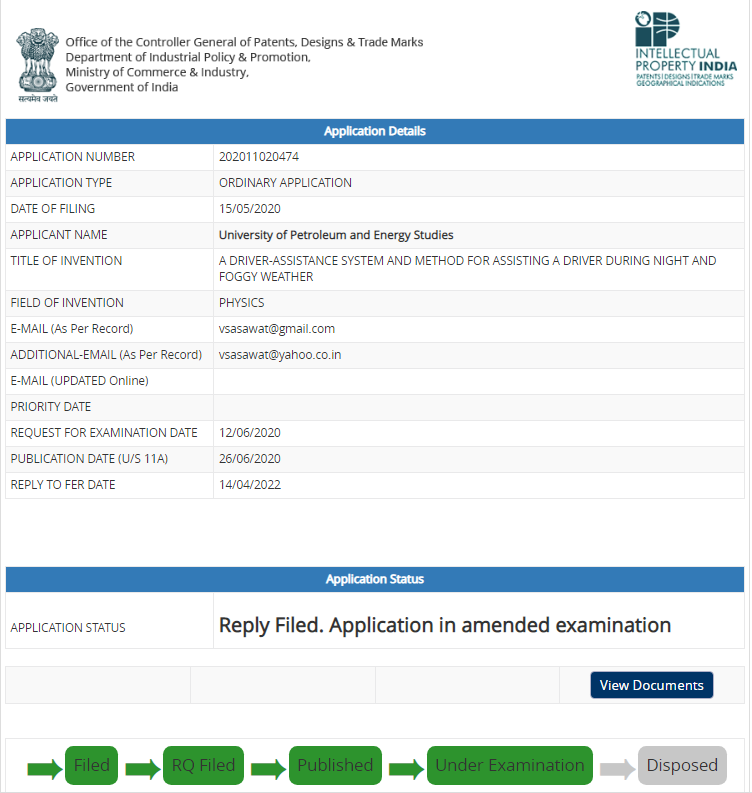 Office of the Controller General of Patents, Designs & Trade Marks
Department of Industrial Policy & Promotion,
Ministry of Commerce & Industry,
Government of India
सत्यमेव जयते
INTELLECTUAL
PROPERTY INDIA
PATENTS | DESIGNS | TRADE MARKS
GEOGRAPHICAL INDICATIONS
Application Details
APPLICATION NUMBER 202011020474
APPLICATION TYPE ORDINARY APPLICATION
DATE OF FILING 15/05/2020
APPLICANT NAME University of Petroleum and Energy Studies
TITLE OF INVENTION A DRIVER-ASSISTANCE SYSTEM AND METHOD FOR ASSISTING A DRIVER DURING NIGHT AND
FOGGY WEATHER
FIELD OF INVENTION PHYSICS
E-MAIL (As Per Record) vsasawat@gmail.com
ADDITIONAL-EMAIL (As Per Record) vsasawat@yahoo.co.in
E-MAIL (UPDATED Online)
PRIORITY DATE
REQUEST FOR EXAMINATION DATE 12/06/2020
PUBLICATION DATE (U/S 11A) 26/06/2020
REPLY TO FER DATE 14/04/2022
Application Status
APPLICATION STATUS Reply Filed. Application in amended examination
View Documents
Filed RQ Filed Published Under Examination Disposed